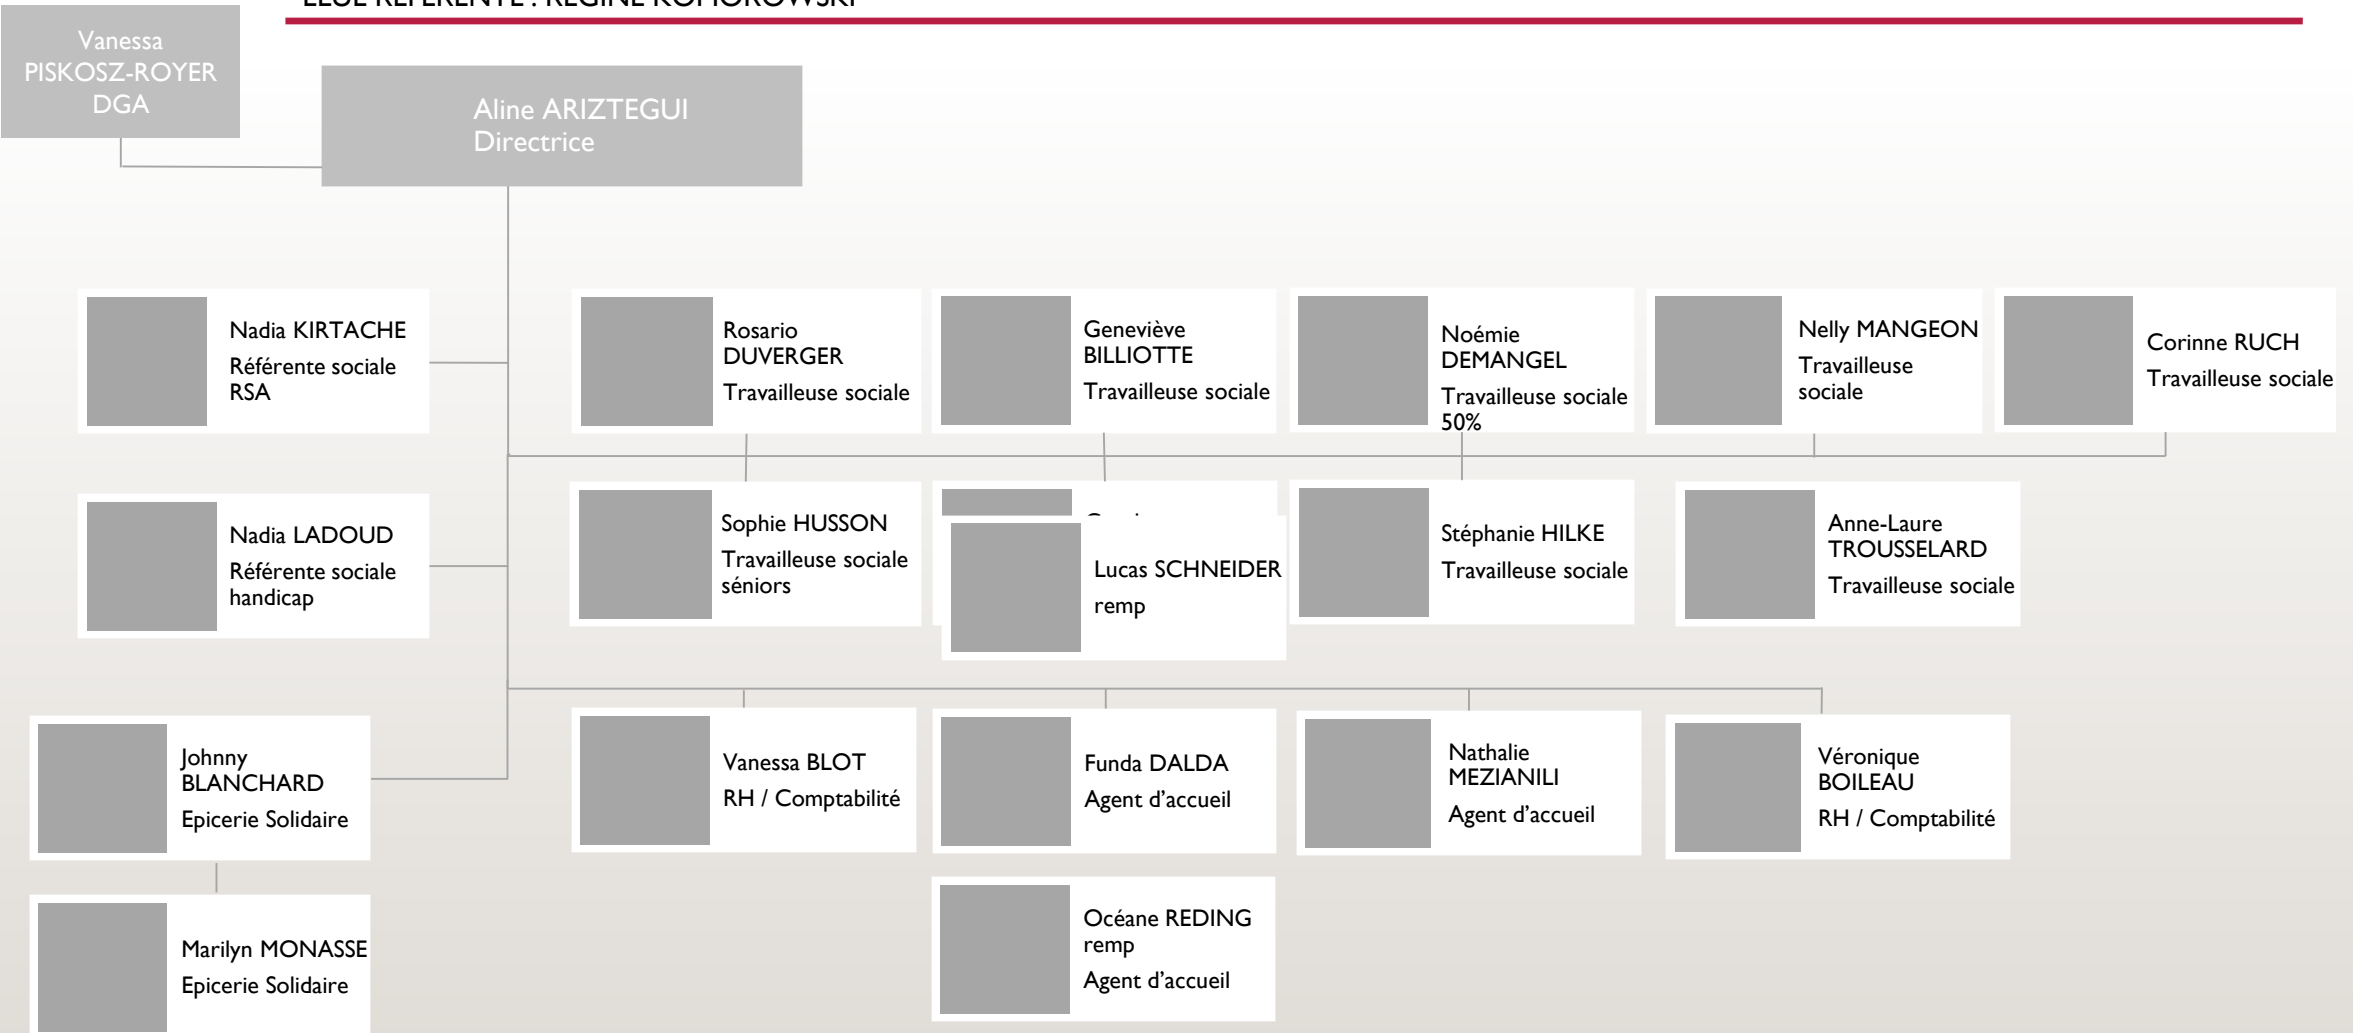 ELUE REFERENTE : REGINE KOMOROWSKI
Vanessa
PISKOSZ-ROYER
DGA
Aline ARIZTEGUI
Directrice
Nadia KIRTACHE
Référente sociale
RSA
Rosario
DUVERGER
Travailleuse sociale
Geneviève
BILLIOTTE
Travailleuse sociale
Noémie
DEMANGEL
Travailleuse sociale
50%
Nelly MANGEON
Travailleuse
sociale
Corinne RUCH
Travailleuse sociale
Nadia LADOUD
Référente sociale
handicap
Sophie HUSSON
Travailleuse sociale
séniors
Lucas SCHNEIDER
remp
Stéphanie HILKE
Travailleuse sociale
Anne-Laure
TROUSSELARD
Travailleuse sociale
Johnny
BLANCHARD
Epicerie Solidaire
Vanessa BLOT
RH / Comptabilité
Funda DALDA
Agent d’accueil
Nathalie
MEZIANILI
Agent d’accueil
Véronique
BOILEAU
RH / Comptabilité
Marilyn MONASSE
Epicerie Solidaire
Océane REDING
remp
Agent d’accueil